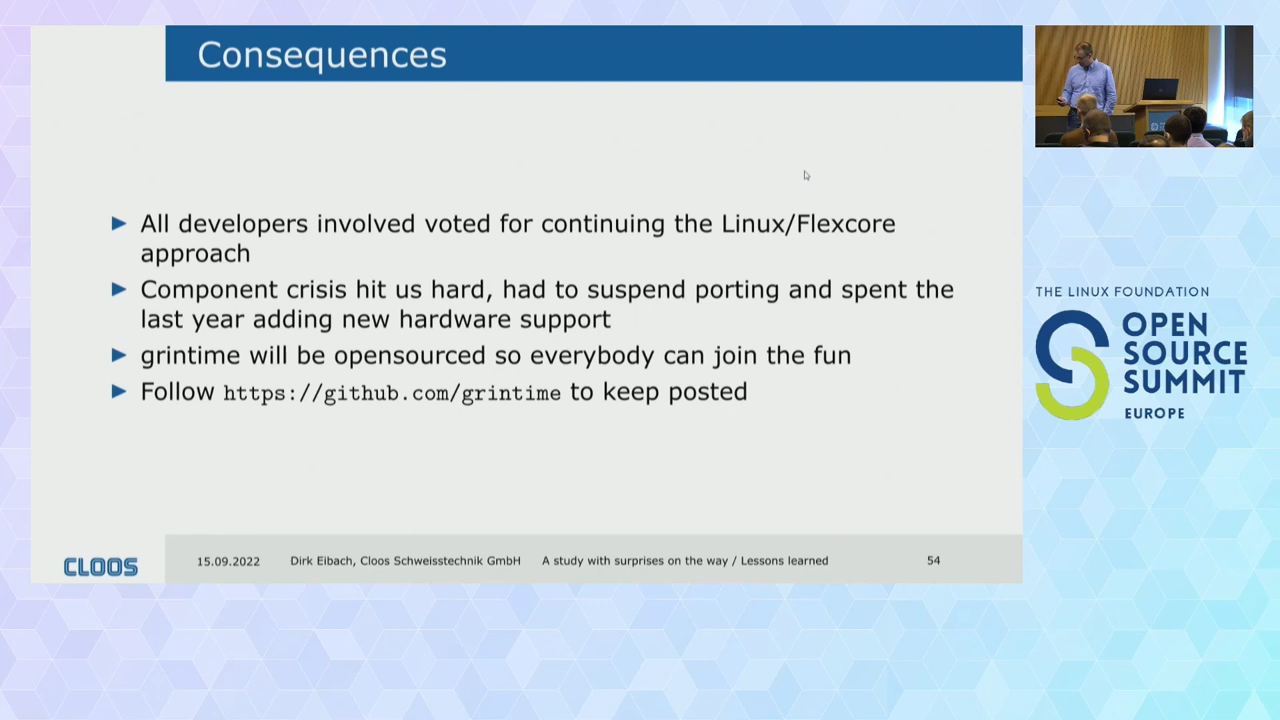 Consequences
All developers involved voted for continuing the Linux/Flexcore
approach
Component crisis hit us hard, had to suspend porting and spent the
last year adding new hardware support
grintime will be opensourced so everybody can join the fun
Follow https://github.com/grintime to keep posted
CLOOS
15.09.2022
Dirk Eibach, Cloos Schweisstechnik GmbH
A study with surprises on the way / Lessons learned
54
THE LINUX FOUNDATION
OPEN
SOURCE
SUMMIT
EUROPE